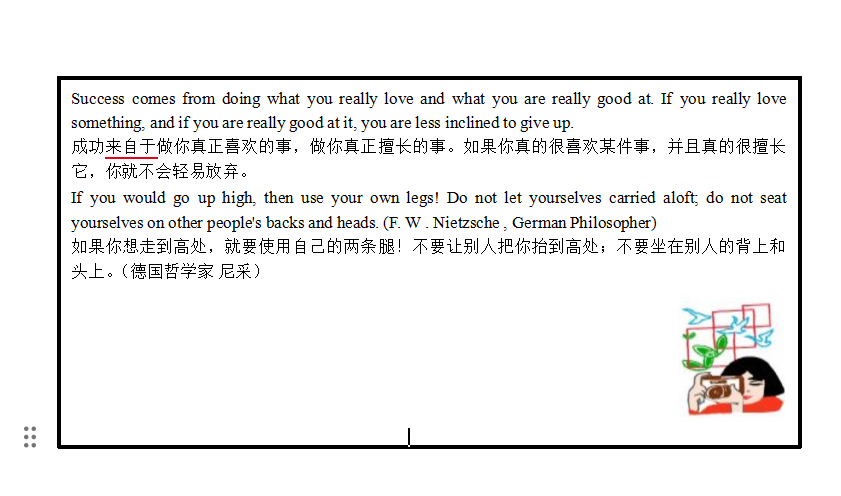 Success comes from doing what you really love and what you are really good at. If you really love
something, and if you are really good at it, you are less inclined to give up.
成功来自于做你真正喜欢的事，做你真正擅长的事。如果你真的很喜欢某件事，并且真的很擅长
它，你就不会轻易放弃。
If you would go up high, then use your own legs! Do not let yourselves carried aloft; do not seat
yourselves on other people's backs and heads. (F. W . Nietzsche , German Philosopher)
如果你想走到高处，就要使用自己的两条腿！不要让别人把你抬到高处；不要坐在别人的背上和
头上。（德国哲学家 尼采）